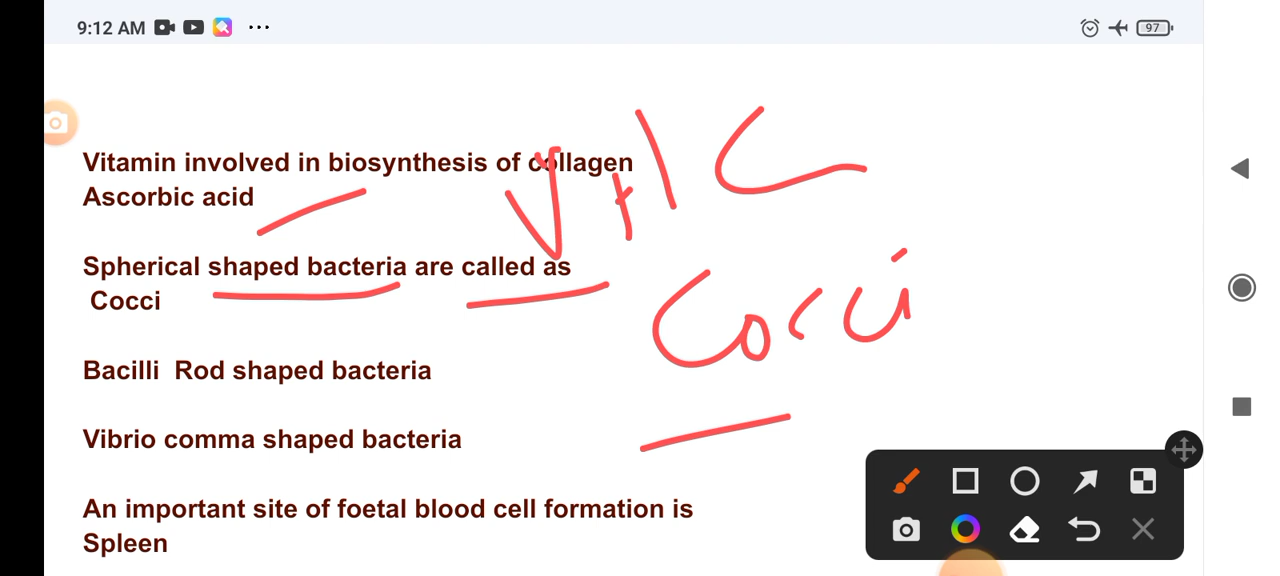 9:12 AM
97
Vitamin involved in biosynthesis of collagen
Ascorbic acid
Vit C
Spherical shaped bacteria are called as
Cocci
Cocci
Bacilli Rod shaped bacteria
Vibrio comma shaped bacteria
An important site of foetal blood cell formation is
Spleen